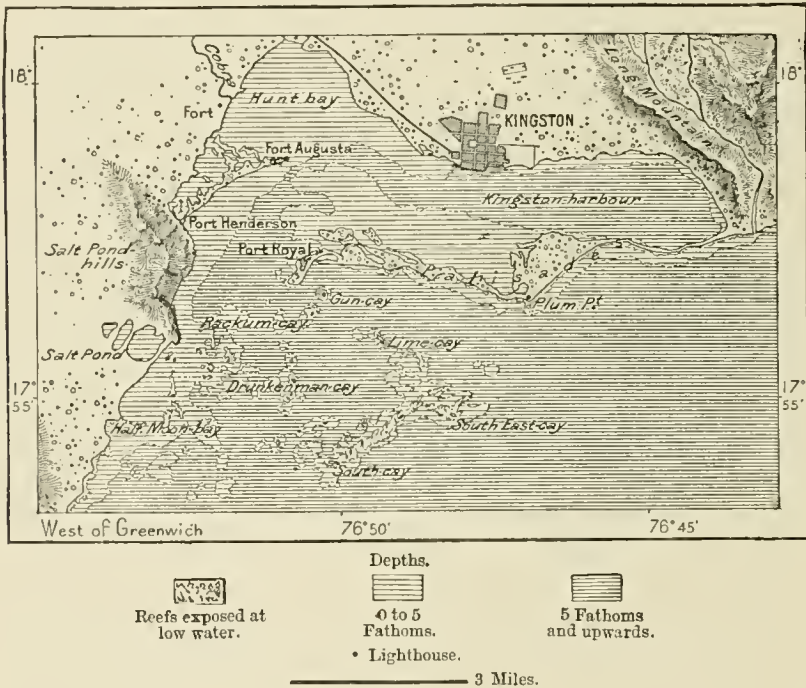 Cobre
Long Mountain
18°
18°
Hunt bay
Fort
KINGSTON
Fort Augusta
Kingston harbour
Port Henderson
Port Royal
Salt Pond
hills
Palisades
Plum Pt
Gun cay
Rackum cay
Lime cay
Salt Pond
Drunkenman cay
17°
55'
17°
55'
Half Moon bay
South East cay
South cay
West of Greenwich
76°50'
76°45'
Depths.
Reefs exposed at
low water.
0 to 5
Fathoms.
5 Fathoms
and upwards.
• Lighthouse.
3 Miles.